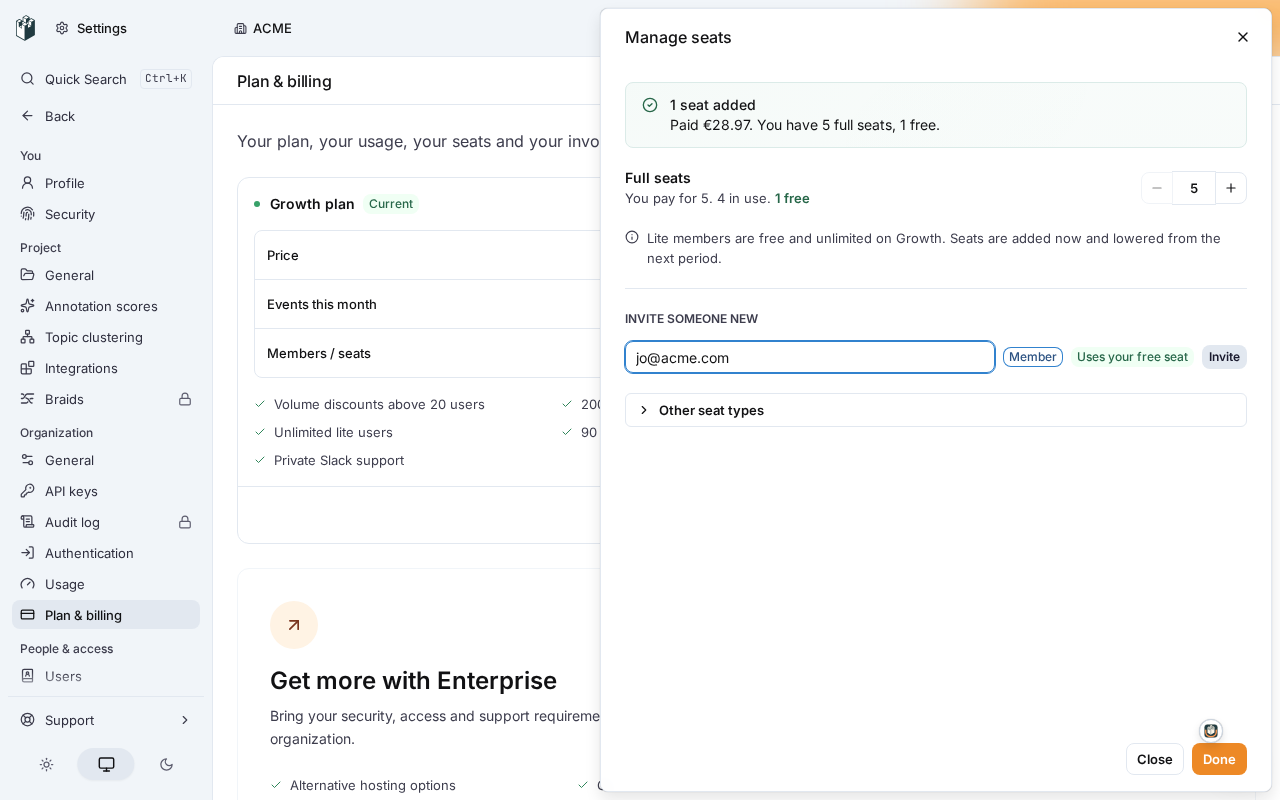 Settings
ACME
Quick Search Ctrl+K
Back
You
Profile
Security
Project
General
Annotation scores
Topic clustering
Integrations
Braids
Organization
General
API keys
Audit log
Authentication
Usage
Plan & billing
People & access
Users
Support
Plan & billing
Your plan, your usage, your seats and your invo
Growth plan Current
Price
Events this month
Members / seats
Volume discounts above 20 users
200
Unlimited lite users
90
Private Slack support
Get more with Enterprise
Bring your security, access and support requireme
organization.
Alternative hosting options
Manage seats
1 seat added
Paid €28.97. You have 5 full seats, 1 free.
Full seats
You pay for 5. 4 in use. 1 free
5
Lite members are free and unlimited on Growth. Seats are added now and lowered from the
next period.
INVITE SOMEONE NEW
jo@acme.com Member Uses your free seat Invite
Other seat types
Close Done